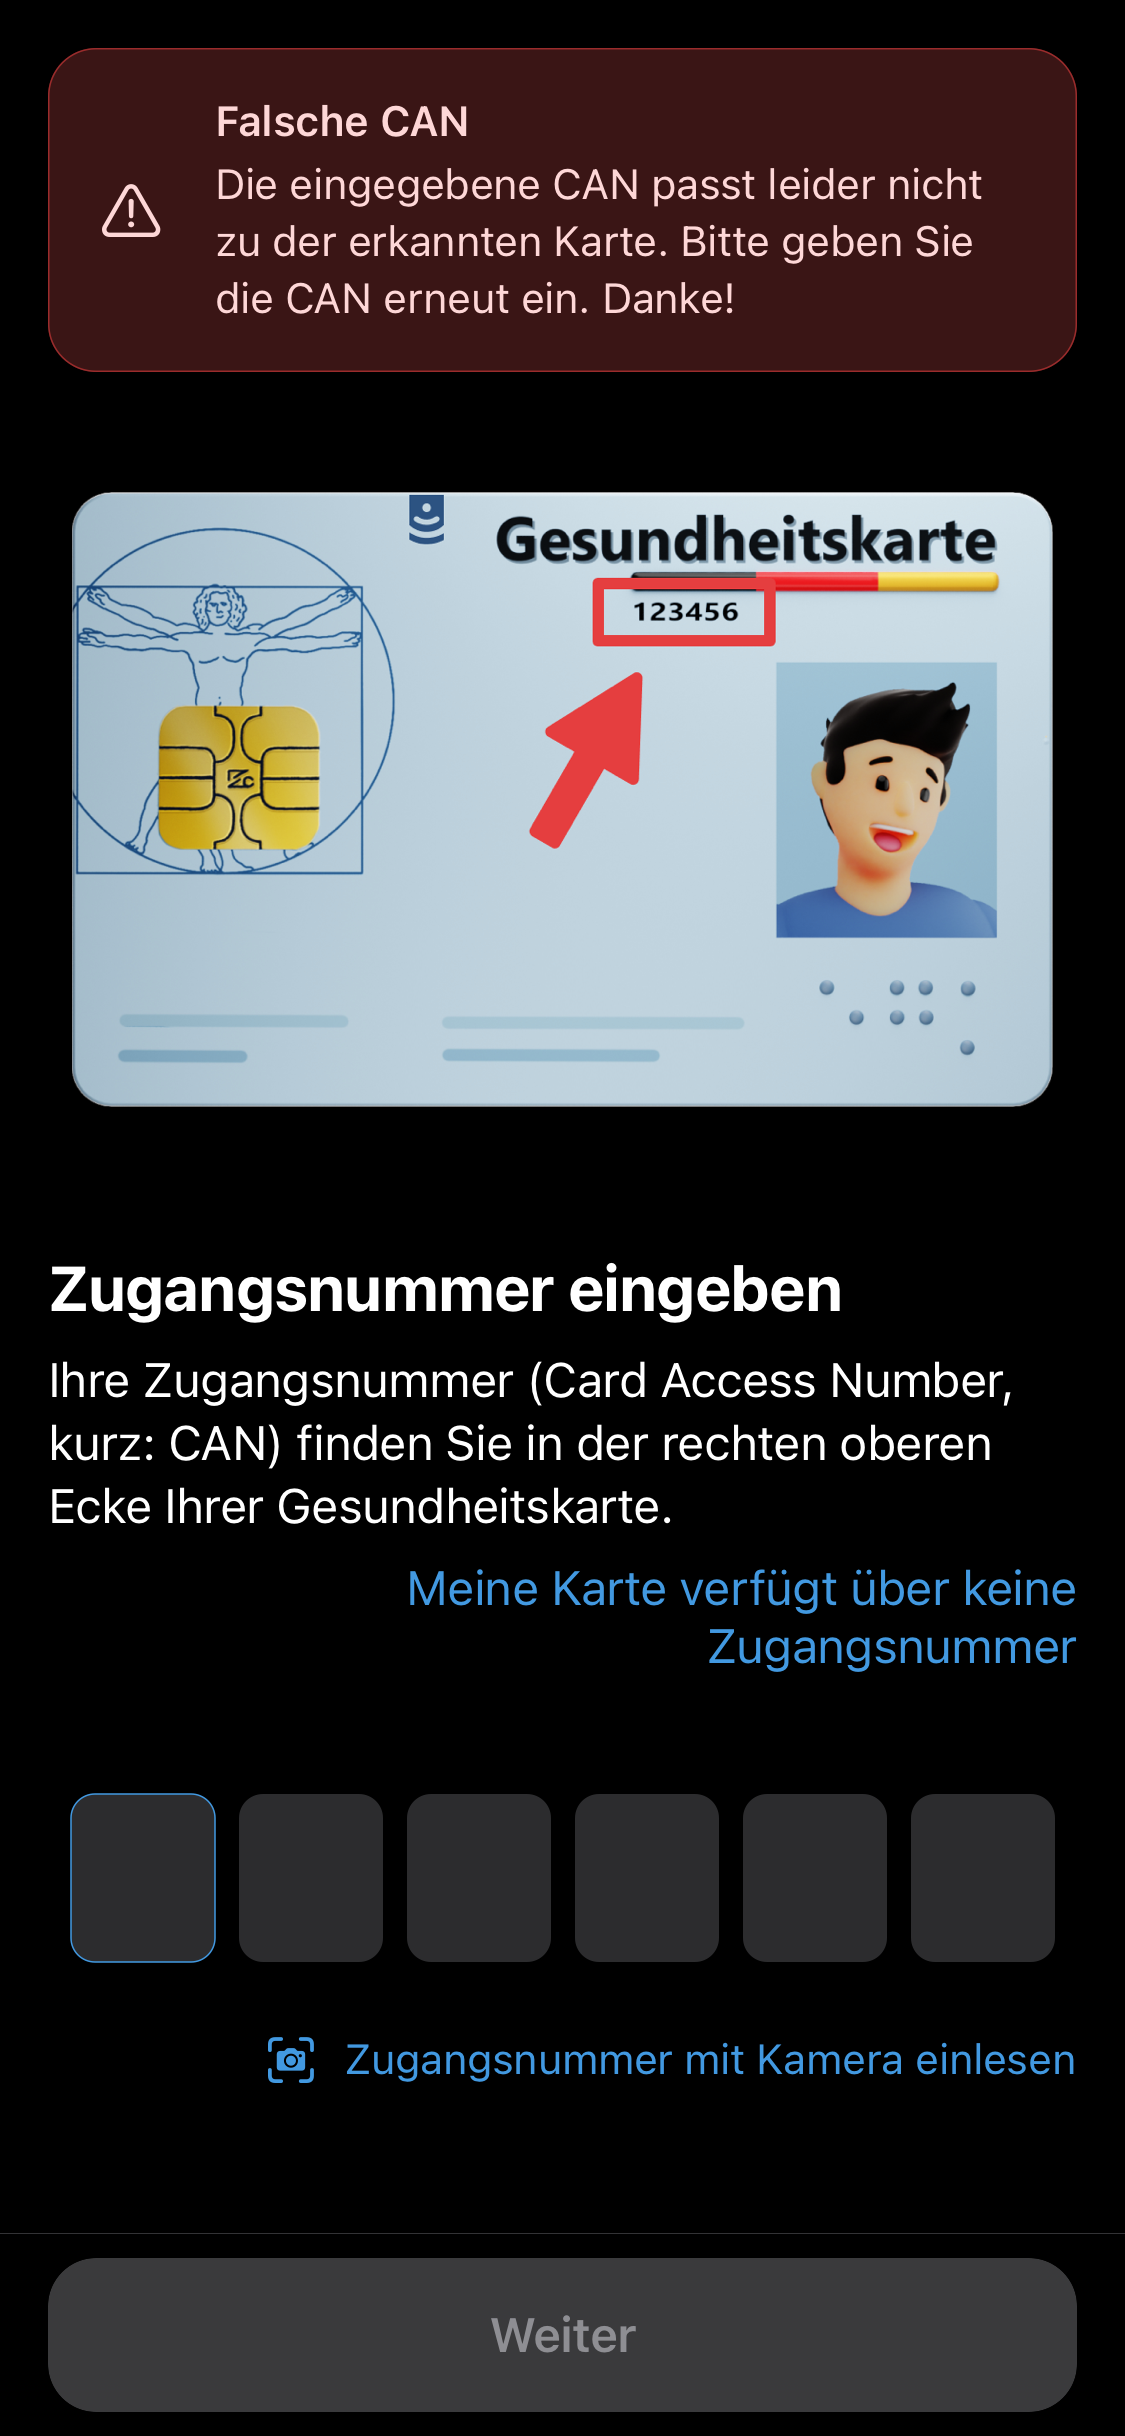 Falsche CAN
Die eingegebene CAN passt leider nicht
zu der erkannten Karte. Bitte geben Sie
die CAN erneut ein. Danke!
Gesundheitskarte
123456
Zugangsnummer eingeben
Ihre Zugangsnummer (Card Access Number,
kurz: CAN) finden Sie in der rechten oberen
Ecke Ihrer Gesundheitskarte.
Meine Karte verfügt über keine
Zugangsnummer
Zugangsnummer mit Kamera einlesen
Weiter